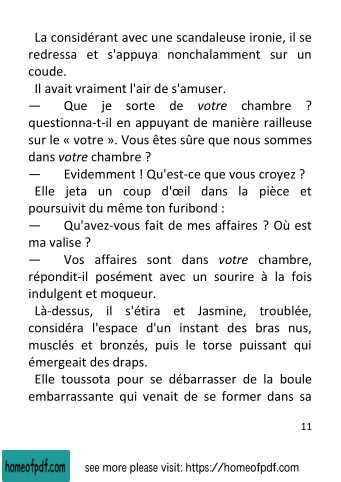 La considérant avec une scandaleuse ironie, il se
redressa et s'appuya nonchalamment sur un
coude.
Il avait vraiment l'air de s'amuser.
— Que je sorte de votre chambre ?
questionna-t-il en appuyant de manière railleuse
sur le « votre ». Vous êtes sûre que nous sommes
dans votre chambre ?
— Evidemment ! Qu'est-ce que vous croyez ?
Elle jeta un coup d'œil dans la pièce et
poursuivit du même ton furibond :
— Qu'avez-vous fait de mes affaires ? Où est
ma valise ?
— Vos affaires sont dans votre chambre,
répondit-il posément avec un sourire à la fois
indulgent et moqueur.
Là-dessus, il s'étira et Jasmine, troublée,
considéra l'espace d'un instant des bras nus,
musclés et bronzés, puis le torse puissant qui
émergeait des draps.
Elle toussota pour se débarrasser de la boule
embarrassante qui venait de se former dans sa
11
homeofpdf.com
see more please visit: https://homeofpdf.com